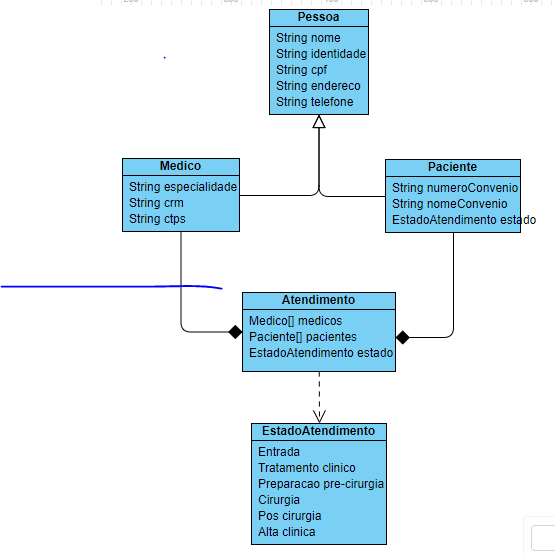 Pessoa
String nome
String identidade
String cpf
String endereco
String telefone
Medico
String especialidade
String crm
String ctps
Paciente
String numeroConvenio
String nomeConvenio
EstadoAtendimento estado
Atendimento
Medico[] medicos
Paciente[] pacientes
EstadoAtendimento estado
EstadoAtendimento
Entrada
Tratamento clinico
Preparacao pre-cirurgia
Cirurgia
Pos cirurgia
Alta clinica